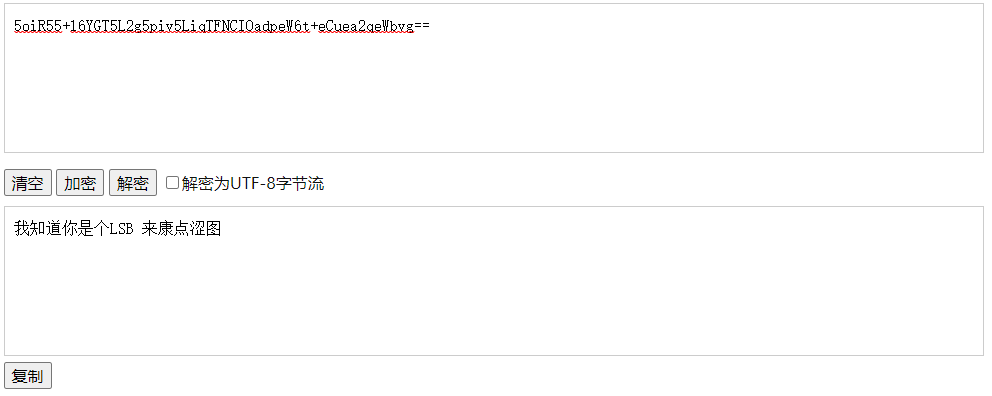 5oiR55+l6YGT5L2g5piv5LiqTFNCIOadpeW6t+eCuea2qeWbvg==
清空 加密 解密 解密为UTF-8字节流
我知道你是个LSB 来康点涩图
复制